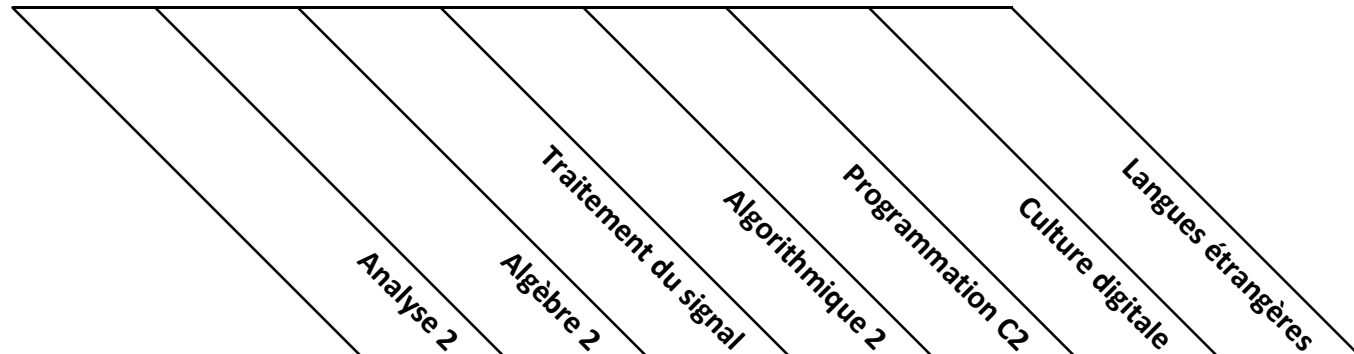 Analyse 2
Algèbre 2
Traitement du signal
Algorithmique 2
Programmation C2
Culture digitale
Langues étrangères